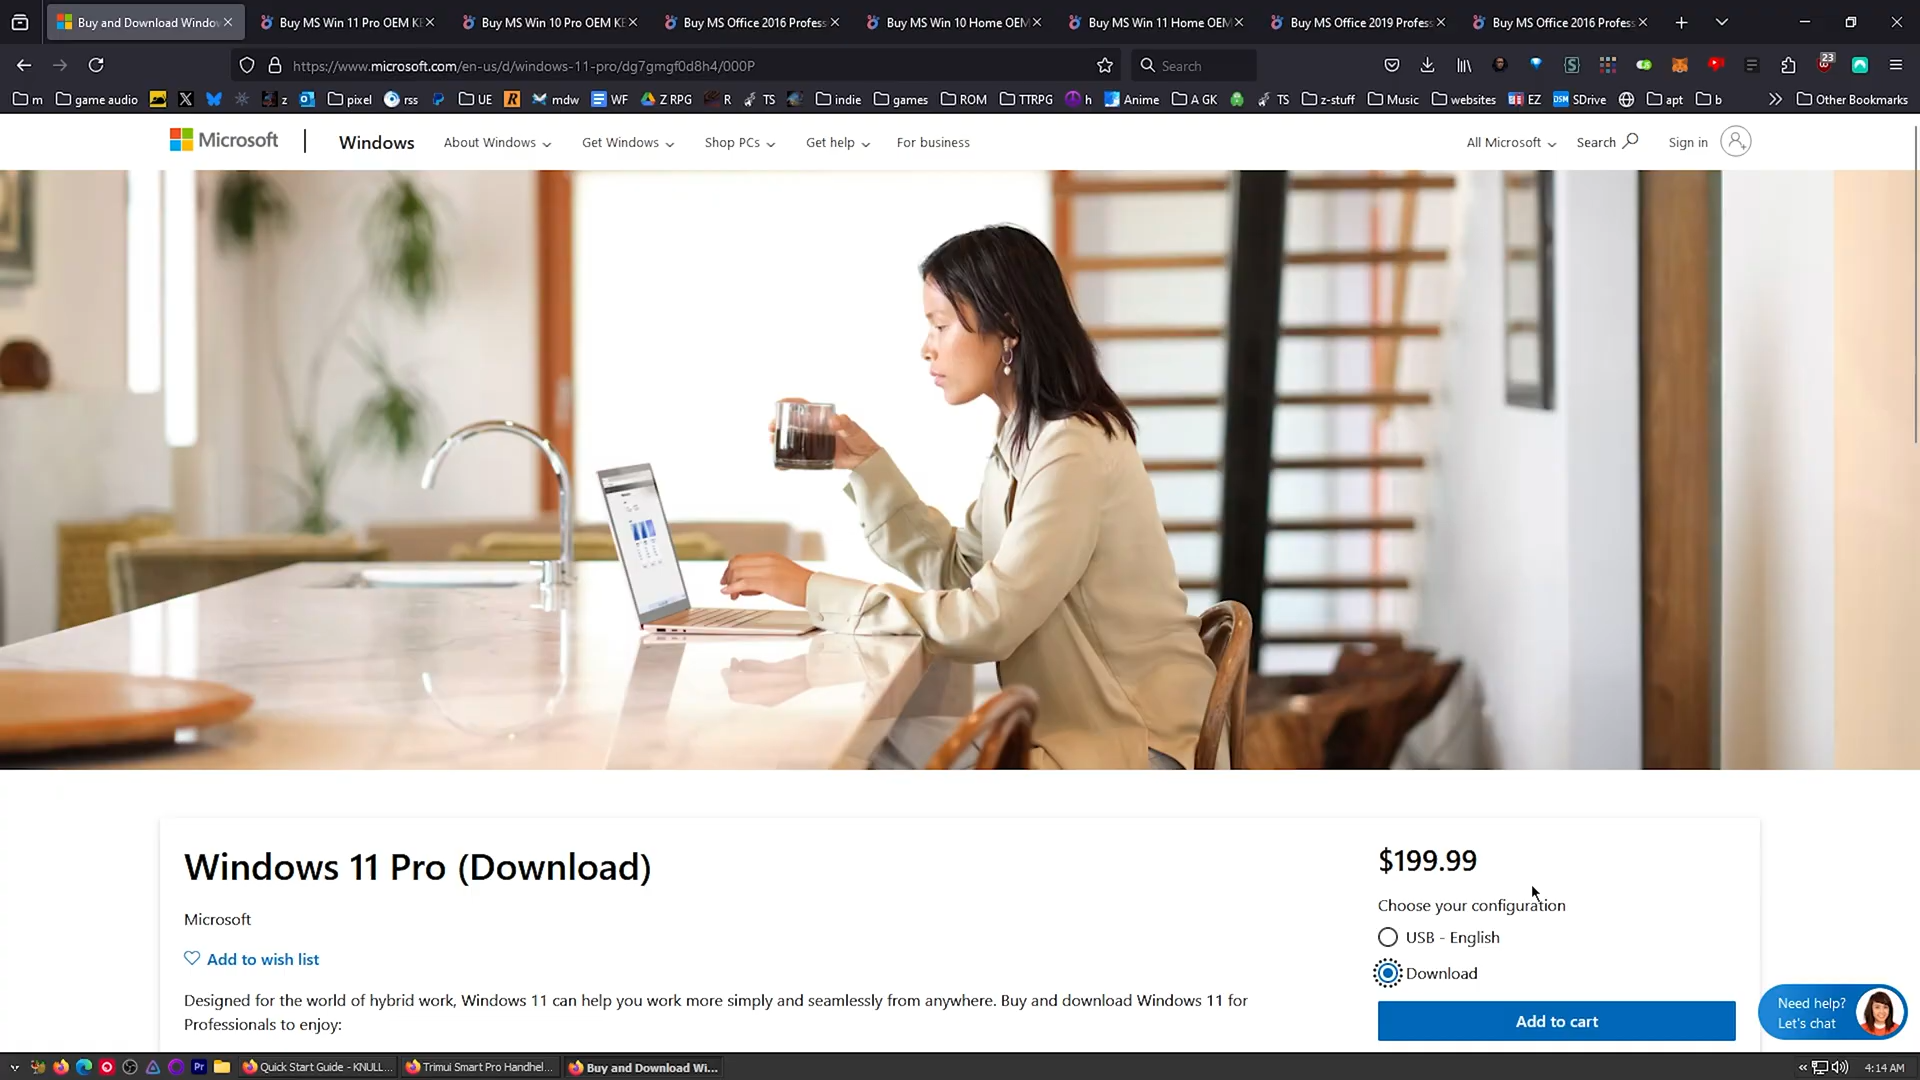 Buy and Download Windo
Buy MS Win 11 Pro OEM KE
Buy MS Win 10 Pro OEM KE
Buy MS Office 2016 Profess
Buy MS Win 10 Home OEM
Buy MS Win 11 Home OEM
Buy MS Office 2019 Profess
Buy MS Office 2016 Profess
https://www.microsoft.com/en-us/d/windows-11-pro/dg7gmgf0d8h4/000P
Search
23
m
game audio
z
pixel
rss
UE
mdw
WF
Z RPG
R
TS
indie
games
ROM
TTRPG
h
Anime
A GK
TS
z-stuff
Music
websites
EZ
SDrive
apt
b
Other Bookmarks
Microsoft
Windows
About Windows
Get Windows
Shop PCs
Get help
For business
All Microsoft
Search
Sign in
Windows 11 Pro (Download)
$199.99
Microsoft
Choose your configuration
USB - English
Add to wish list
Download
Designed for the world of hybrid work, Windows 11 can help you work more simply and seamlessly from anywhere. Buy and download Windows 11 for
Professionals to enjoy:
Add to cart
Need help?
Let's chat
Quick Start Guide - KNULL...
Trimui Smart Pro Handhel...
Buy and Download Wi...
4:14 AM